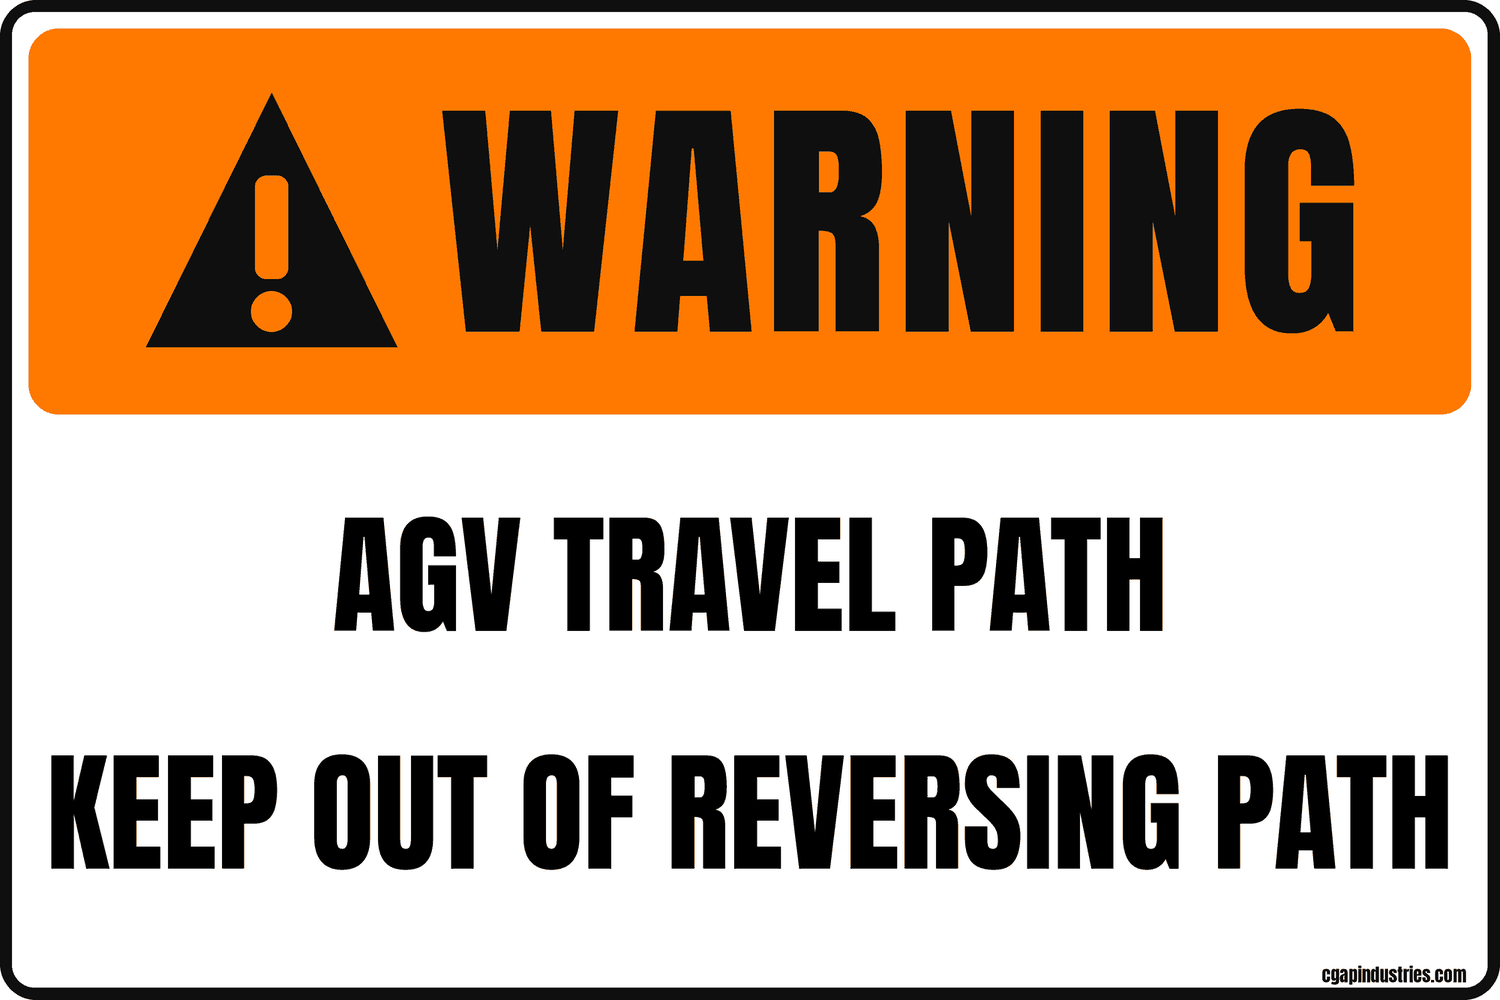 WARNING
AGV TRAVEL PATH
KEEP OUT OF REVERSING PATH
cgapindustries.com